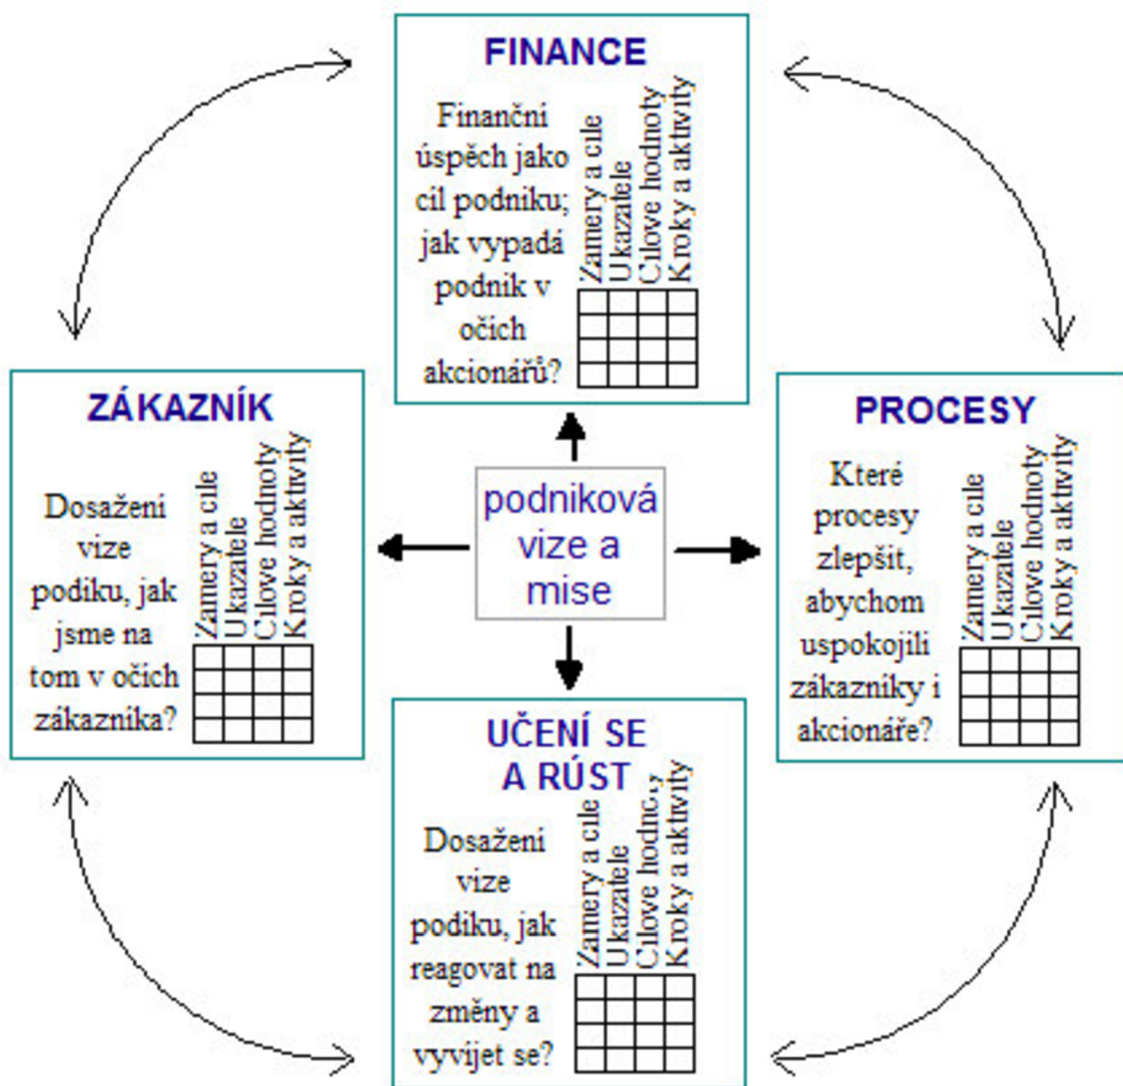 FINANCE
Finanční
úspěch jako
cíl podniku;
jak vypadá
podnik v
očích
akcionářů?
Zamery a cile
Ukazatele
Cilove hodnoty
Kroky a aktivity
ZÁKAZNÍK
Dosažení
vize
podiku, jak
jsme na
tom v očích
zákazníka?
Zamery a cile
Ukazatele
Cilove hodnoty
Kroky a aktivity
podniková
vize a
mise
PROCESY
Které
procesy
zlepšit,
abychom
uspokojili
zákazníky i
akcionáře?
Zamery a cile
Ukazatele
Cilove hodnoty
Kroky a aktivity
UČENÍ SE
A RÚST
Dosažení
vize
podiku, jak
reagovat na
změny a
vyvíjet se?
Zamery a cile
Ukazatele
Cilove hodnoty
Kroky a aktivity